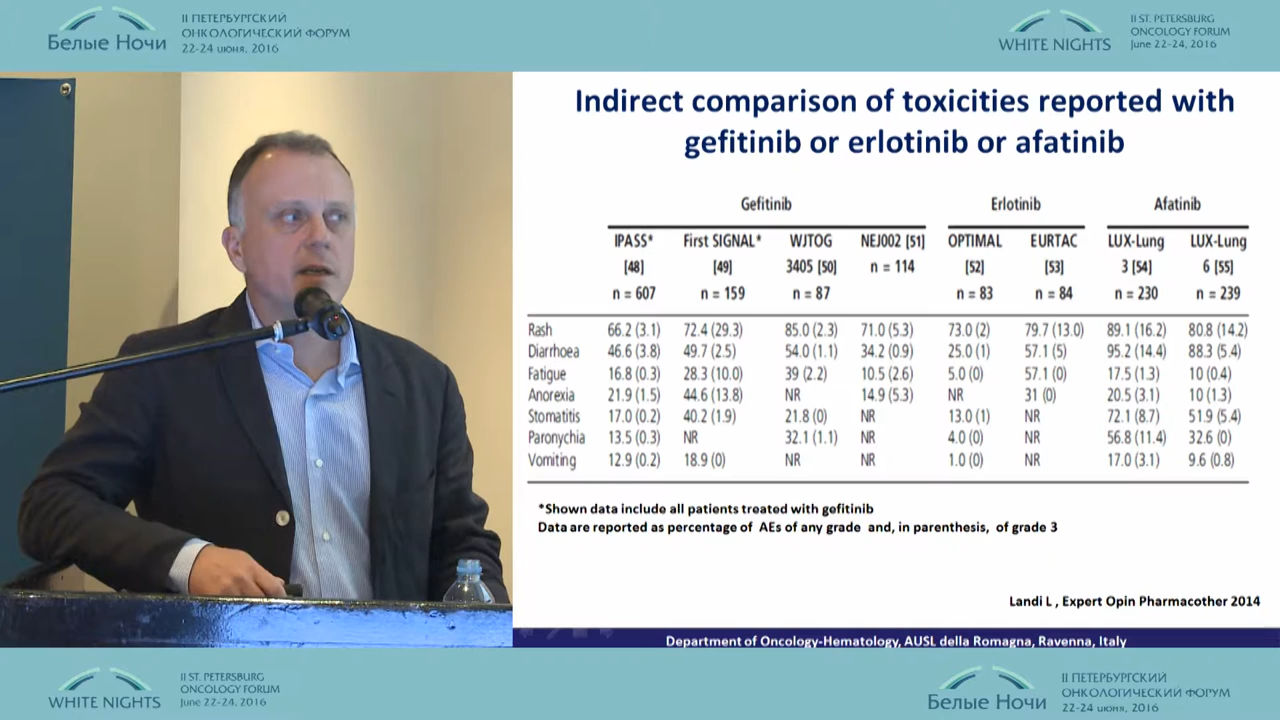 Белые Ночи
II ПЕТЕРБУРГСКИЙ
ОНКОЛОГИЧЕСКИЙ ФОРУМ
22-24 июня, 2016
WHITE NIGHTS
II ST. PETERSBURG
ONCOLOGY FORUM
June 22-24, 2016
Indirect comparison of toxicities reported with
gefitinib or erlotinib or afatinib
Gefitinib Erlotinib Afatinib
IPASS* First SIGNAL* WJTOG NEJ002 [51] OPTIMAL EURTAC LUX-Lung LUX-Lung
[48] [49] 3405 [50] n = 114 [52] [53] 3 [54] 6 [55]
n = 607 n = 159 n = 87 n = 83 n = 84 n = 230 n = 239
Rash 66.2 (3.1) 72.4 (29.3) 85.0 (2.3) 71.0 (5.3) 73.0 (2) 79.7 (13.0) 89.1 (16.2) 80.8 (14.2)
Diarrhoea 46.6 (3.8) 49.7 (2.5) 54.0 (1.1) 34.2 (0.9) 25.0 (1) 57.1 (5) 95.2 (14.4) 88.3 (5.4)
Fatigue 16.8 (0.3) 28.3 (10.0) 39 (2.2) 10.5 (2.6) 5.0 (0) 57.1 (0) 17.5 (1.3) 10 (0.4)
Anorexia 21.9 (1.5) 44.6 (13.8) NR 14.9 (5.3) NR 31 (0) 20.5 (3.1) 10 (1.3)
Stomatitis 17.0 (0.2) 40.2 (1.9) 21.8 (0) NR 13.0 (1) NR 72.1 (8.7) 51.9 (5.4)
Paronychia 13.5 (0.3) NR 32.1 (1.1) NR 4.0 (0) NR 56.8 (11.4) 32.6 (0)
Vomiting 12.9 (0.2) 18.9 (0) NR NR 1.0 (0) NR 17.0 (3.1) 9.6 (0.8)
*Shown data include all patients treated with gefitinib
Data are reported as percentage of AEs of any grade and, in parenthesis, of grade 3
Landi L , Expert Opin Pharmacother 2014
Department of Oncology-Hematology, AUSL della Romagna, Ravenna, Italy
WHITE NIGHTS
II ST. PETERSBURG
ONCOLOGY FORUM
June 22-24, 2016
Белые Ночи
II ПЕТЕРБУРГСКИЙ
ОНКОЛОГИЧЕСКИЙ ФОРУМ
22-24 июня, 2016